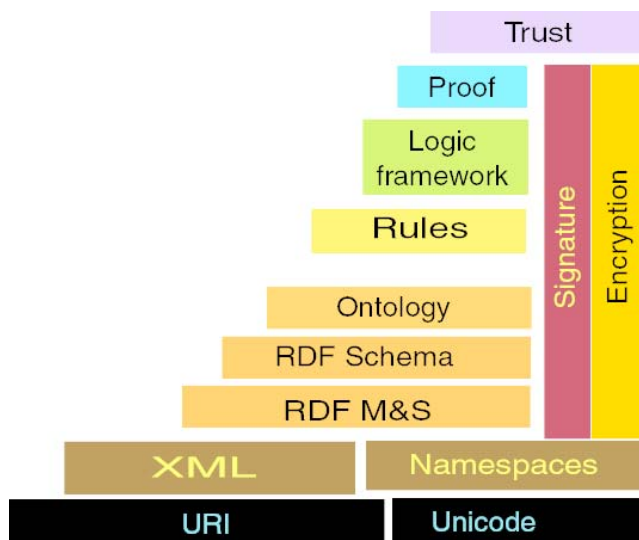 Trust
Proof
Logic
framework
Rules
Ontology
RDF Schema
RDF M&S
Signature
Encryption
XML
Namespaces
URI
Unicode